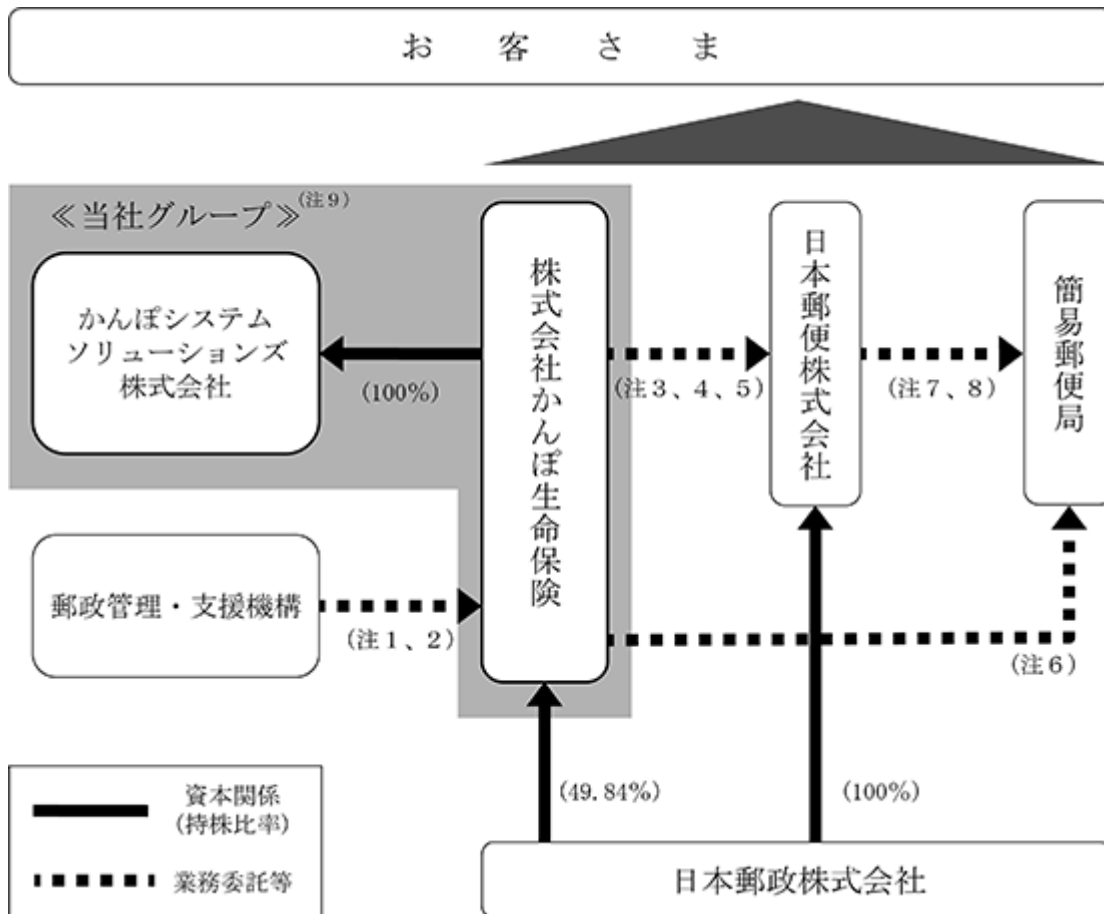 お客さま
≪当社グループ≫(注9)
かんぽシステム
ソリューションズ
株式会社
(100%)
株式会社かんぽ生命保険
(注3、4、5)
日本郵便株式会社
(注7、8)
簡易郵便局
郵政管理・支援機構
(注1、2)
(注6)
(49.84%)
(100%)
資本関係
(持株比率)
業務委託等
日本郵政株式会社